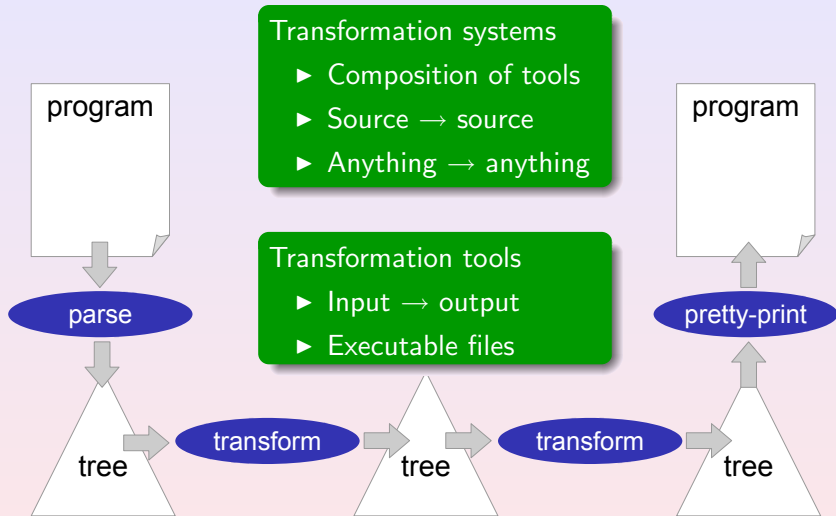 Transformation systems
► Composition of tools
► Source → source
► Anything → anything
program
program
Transformation tools
► Input → output
► Executable files
parse
pretty-print
transform
transform
tree
tree
tree